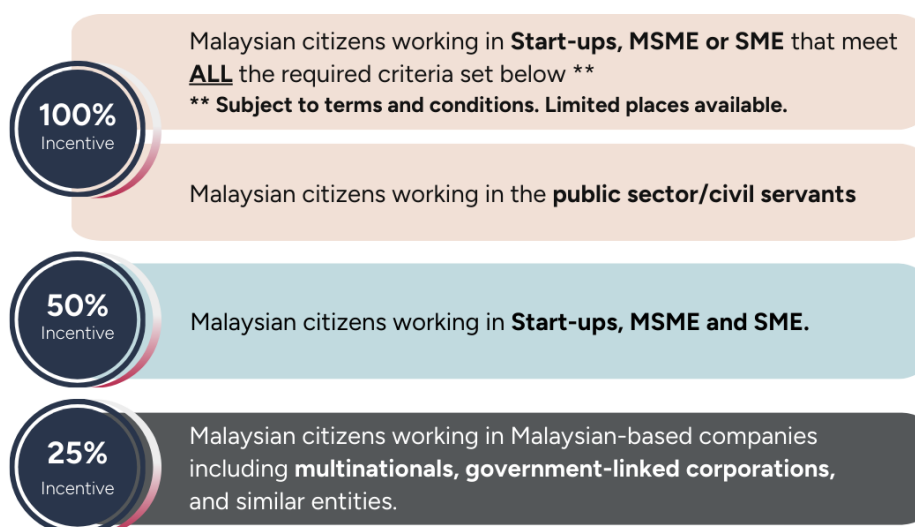 Malaysian citizens working in Start-ups, MSME or SME that meet
ALL the required criteria set below **
** Subject to terms and conditions. Limited places available.
100%
Incentive
Malaysian citizens working in the public sector/civil servants
50%
Incentive
Malaysian citizens working in Start-ups, MSME and SME.
25%
Incentive
Malaysian citizens working in Malaysian-based companies
including multinationals, government-linked corporations,
and similar entities.